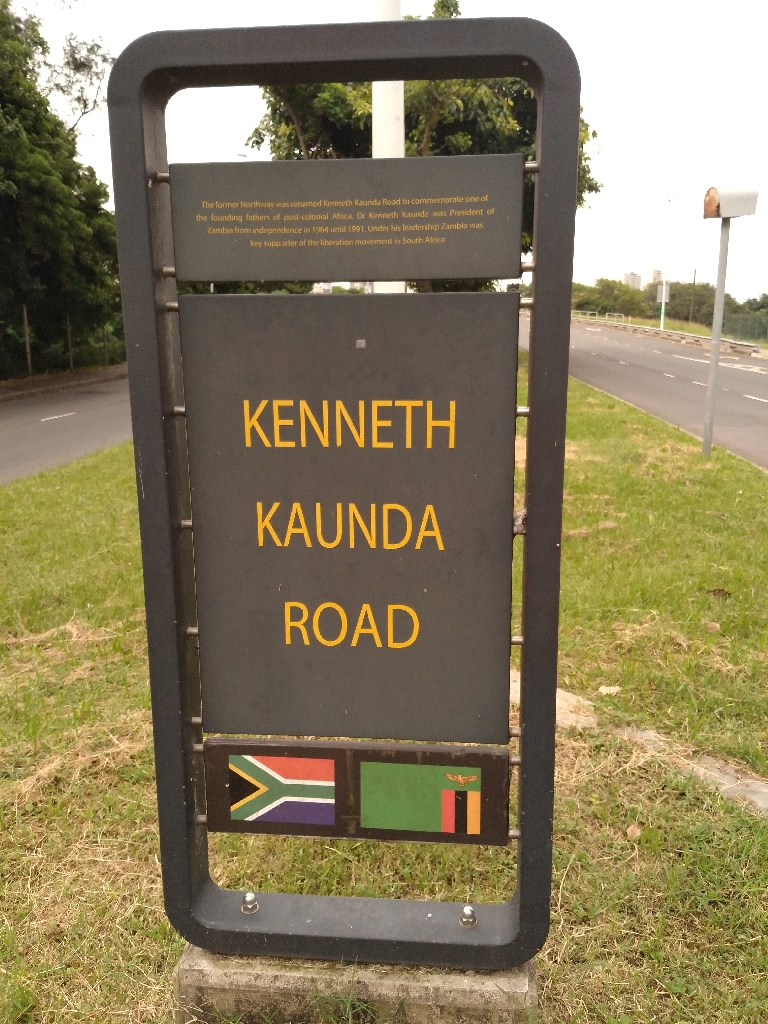 The former Northway was renamed Kenneth Kaunda Road to commemorate one of
the founding fathers of post-colonial Africa. Dr Kenneth Kaunda was President of
Zambia from independence in 1964 until 1991. Under his leadership Zambia was
key supporter of the liberation movement in South Africa.
KENNETH
KAUNDA
ROAD